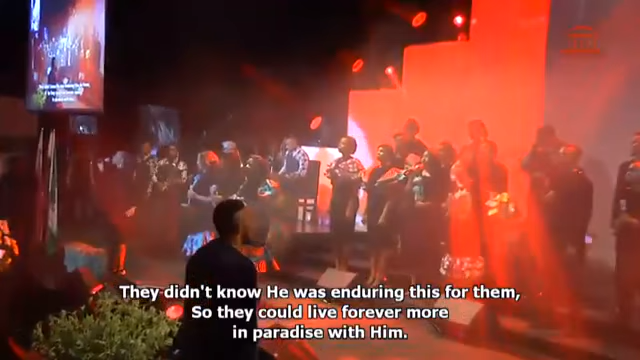 They didn't know He was enduring this for them,
So they could live forever more
in paradise with Him.